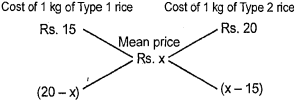 Cost of 1 kg of Type 1 rice Cost of 1 kg of Type 2 rice
Rs. 15 Rs. 20
Mean price
Rs. x
(20 – x) (x – 15)